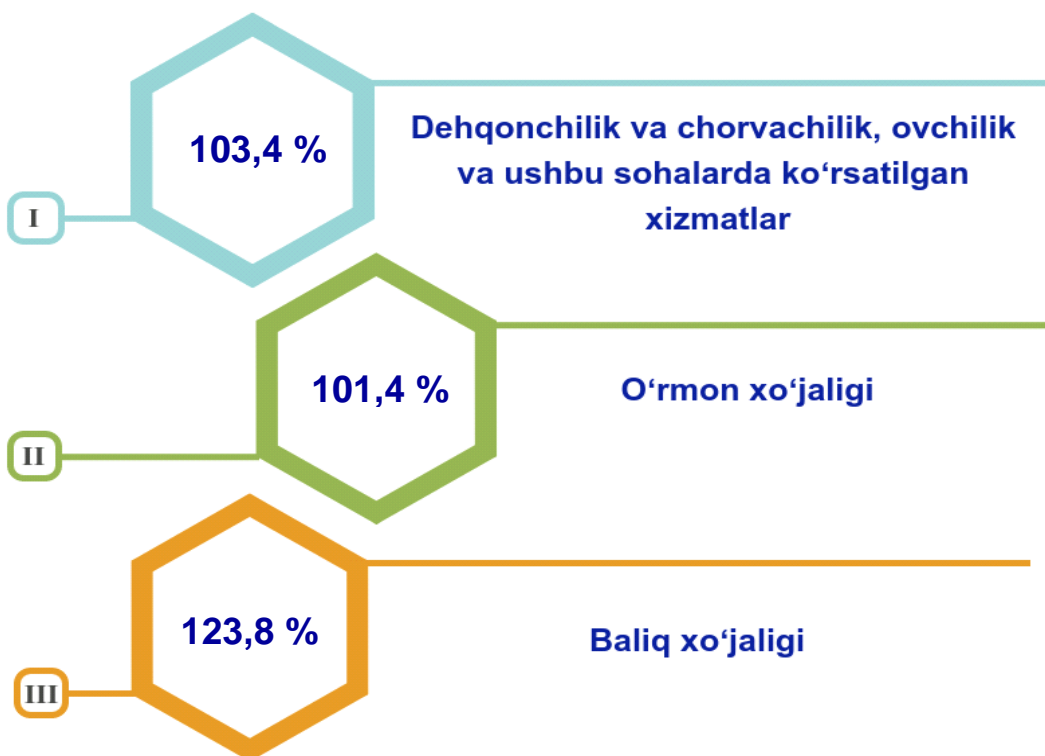 103,4 %
Dehqonchilik va chorvachilik, ovchilik
va ushbu sohalarda ko‘rsatilgan
xizmatlar
I
101,4 %
O‘rmon xo‘jaligi
II
123,8 %
Baliq xo‘jaligi
III